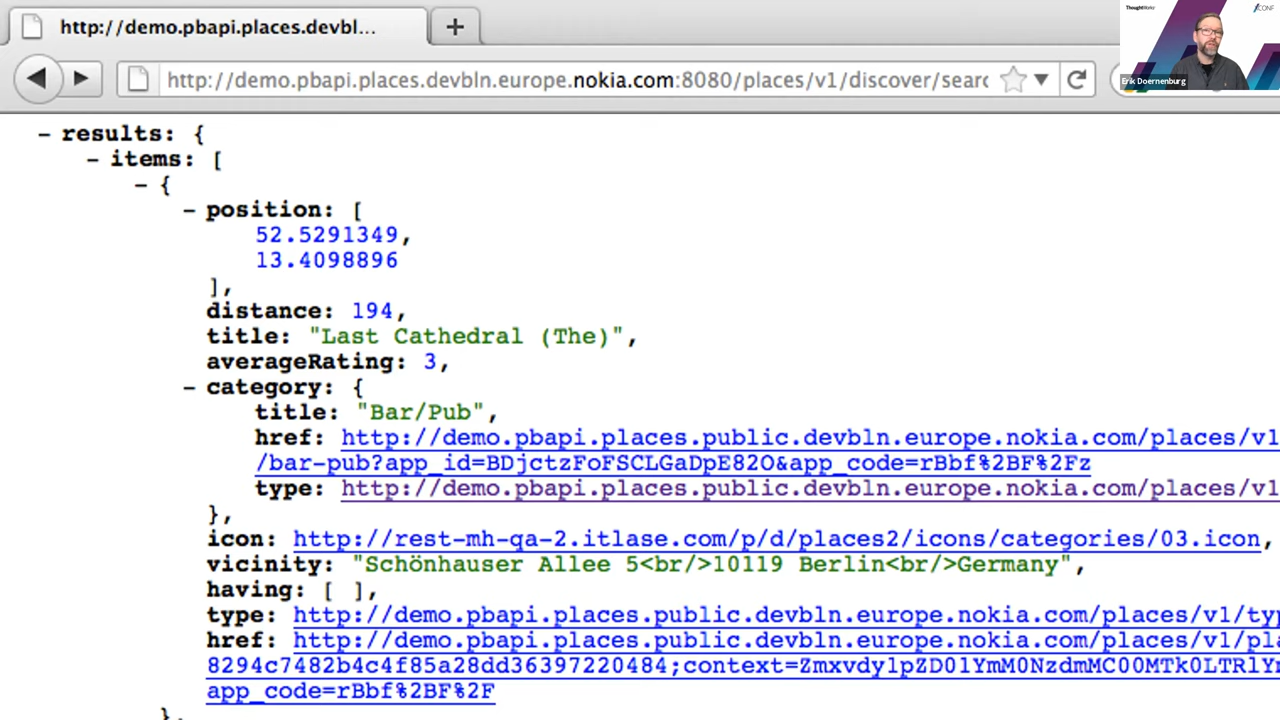 http://demo.pbapi.places.devbl...
http://demo.pbapi.places.devbln.europe.nokia.com:8080/places/v1/discover/searc
ThoughtWorks
CONF
Erik Doernenburg
– results: {
– items: [
– {
– position: [
52.5291349,
13.4098896
],
distance: 194,
title: "Last Cathedral (The)",
averageRating: 3,
– category: {
title: "Bar/Pub",
href: http://demo.pbapi.places.public.devbln.europe.nokia.com/places/v1
/bar-pub?app_id=BDjctzFoFSCLGaDpE82O&app_code=rBbf%2BF%2Fz
type: http://demo.pbapi.places.public.devbln.europe.nokia.com/places/v1
},
icon: http://rest-mh-qa-2.itlase.com/p/d/places2/icons/categories/03.icon,
vicinity: "Schönhauser Allee 5<br/>10119 Berlin<br/>Germany",
having: [ ],
type: http://demo.pbapi.places.public.devbln.europe.nokia.com/places/v1/typ
href: http://demo.pbapi.places.public.devbln.europe.nokia.com/places/v1/pla
8294c7482b4c4f85a28dd36397220484;context=Zmxvdy1pZD01YmM0NzdmMC00MTk0LTR1Yn
app_code=rBbf%2BF%2F
},